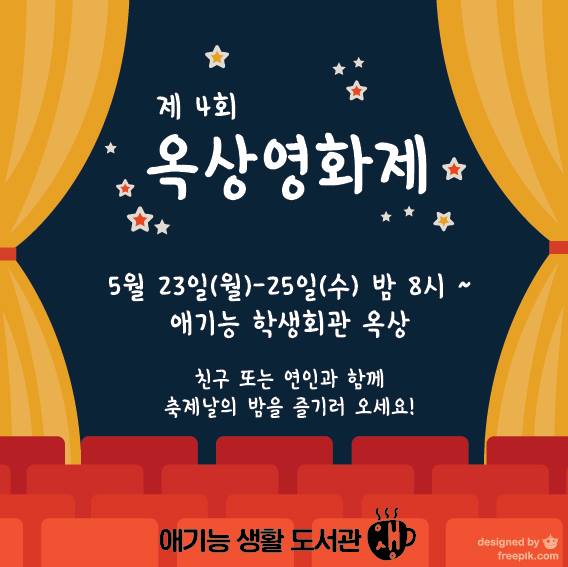 제 4회
옥상영화제
5월 23일(월)-25일(수) 밤 8시 ~
애기능 학생회관 옥상
친구 또는 연인과 함께
축제날의 밤을 즐기러 오세요!
애기능 생활 도서관
designed by
freepik.com